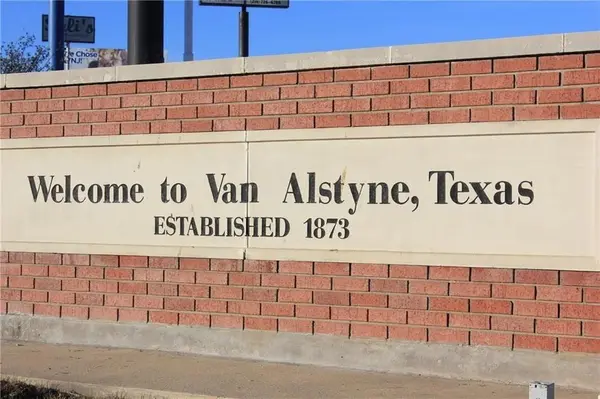 Welcome to Van Alstyne, Texas
ESTABLISHED 1873